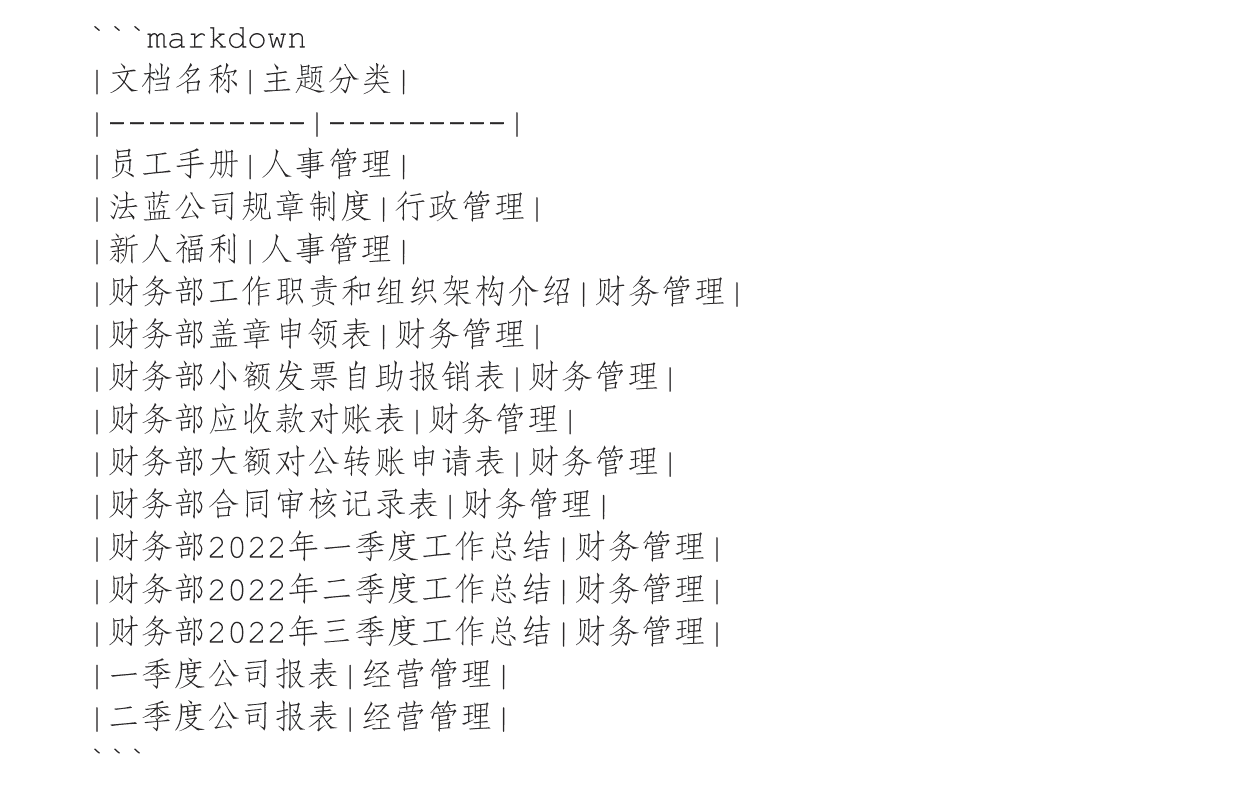 ```markdown
|文档名称|主题分类|
|----------|---------|
|员工手册|人事管理|
|法蓝公司规章制度|行政管理|
|新人福利|人事管理|
|财务部工作职责和组织架构介绍|财务管理|
|财务部盖章申领表|财务管理|
|财务部小额发票自助报销表|财务管理|
|财务部应收款对账表|财务管理|
|财务部大额对公转账申请表|财务管理|
|财务部合同审核记录表|财务管理|
|财务部2022年一季度工作总结|财务管理|
|财务部2022年二季度工作总结|财务管理|
|财务部2022年三季度工作总结|财务管理|
|一季度公司报表|经营管理|
|二季度公司报表|经营管理|
```